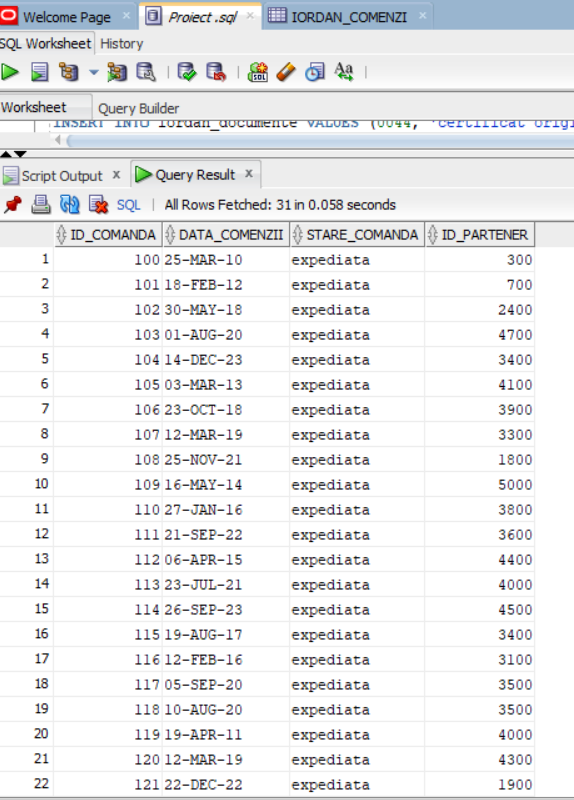 Welcome Page × Proiect .sql × IORDAN_COMENZI ×
SQL Worksheet History
SQL
Worksheet Query Builder
INSERT INTO iordan_documente VALUES (0044, 'certificat origi
Script Output × Query Result ×
SQL | All Rows Fetched: 31 in 0.058 seconds
ID_COMANDA DATA_COMENZII STARE_COMANDA ID_PARTENER
1 100 25-MAR-10 expediata 300
2 101 18-FEB-12 expediata 700
3 102 30-MAY-18 expediata 2400
4 103 01-AUG-20 expediata 4700
5 104 14-DEC-23 expediata 3400
6 105 03-MAR-13 expediata 4100
7 106 23-OCT-18 expediata 3900
8 107 12-MAR-19 expediata 3300
9 108 25-NOV-21 expediata 1800
10 109 16-MAY-14 expediata 5000
11 110 27-JAN-16 expediata 3800
12 111 21-SEP-22 expediata 3600
13 112 06-APR-15 expediata 4400
14 113 23-JUL-21 expediata 4000
15 114 26-SEP-23 expediata 4500
16 115 19-AUG-17 expediata 3400
17 116 12-FEB-16 expediata 3100
18 117 05-SEP-20 expediata 3500
19 118 10-AUG-20 expediata 3500
20 119 19-APR-11 expediata 4000
21 120 12-MAR-19 expediata 4300
22 121 22-DEC-22 expediata 1900